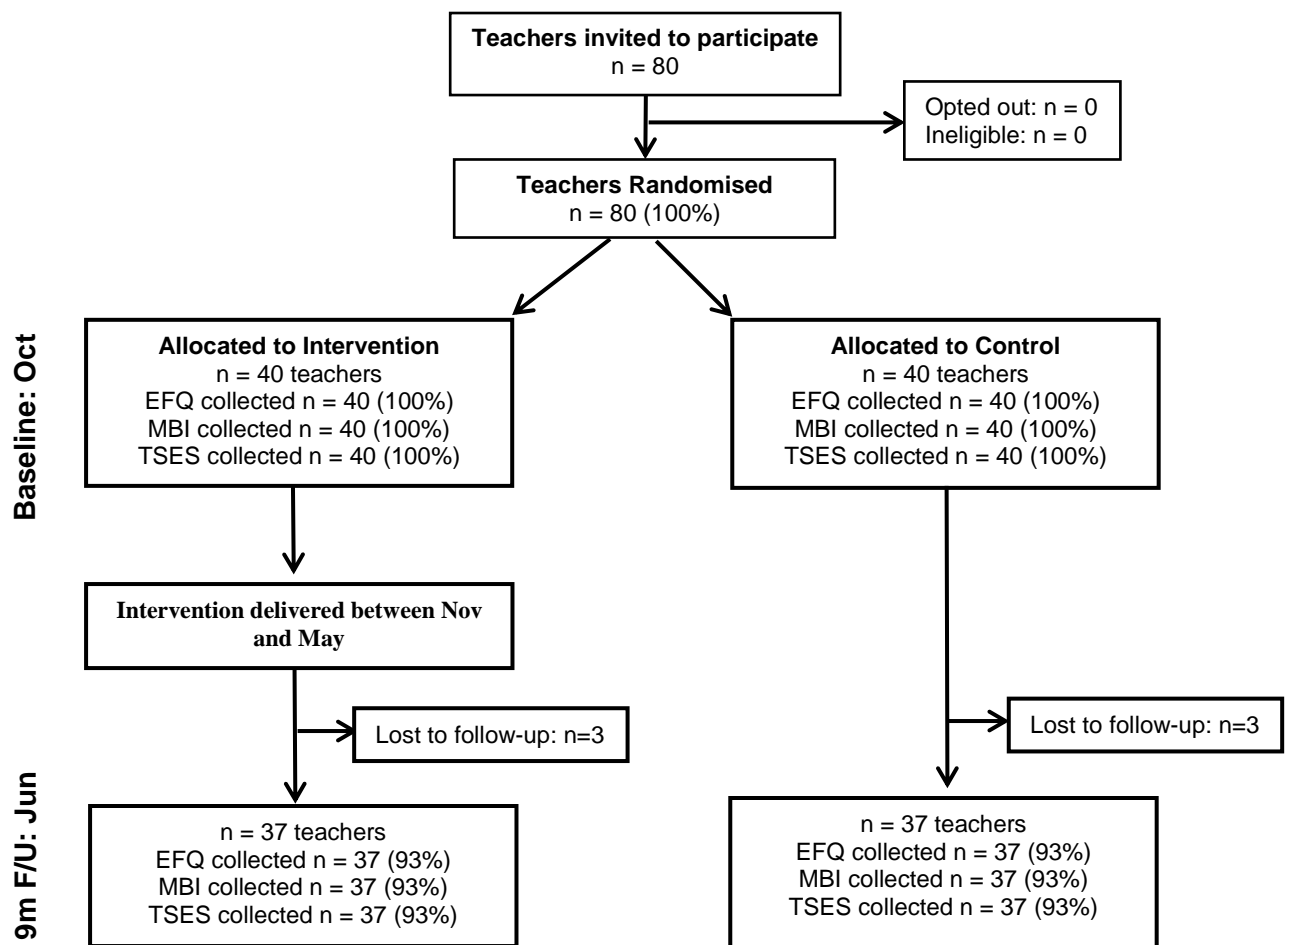 Teachers invited to participate
n = 80
Opted out: n = 0
Ineligible: n = 0
Teachers Randomised
n = 80 (100%)
Baseline: Oct
Allocated to Intervention
n = 40 teachers
EFQ collected n = 40 (100%)
MBI collected n = 40 (100%)
TSES collected n = 40 (100%)
Allocated to Control
n = 40 teachers
EFQ collected n = 40 (100%)
MBI collected n = 40 (100%)
TSES collected n = 40 (100%)
Intervention delivered between Nov
and May
Lost to follow-up: n=3
Lost to follow-up: n=3
9m F/U: Jun
n = 37 teachers
EFQ collected n = 37 (93%)
MBI collected n = 37 (93%)
TSES collected n = 37 (93%)
n = 37 teachers
EFQ collected n = 37 (93%)
MBI collected n = 37 (93%)
TSES collected n = 37 (93%)